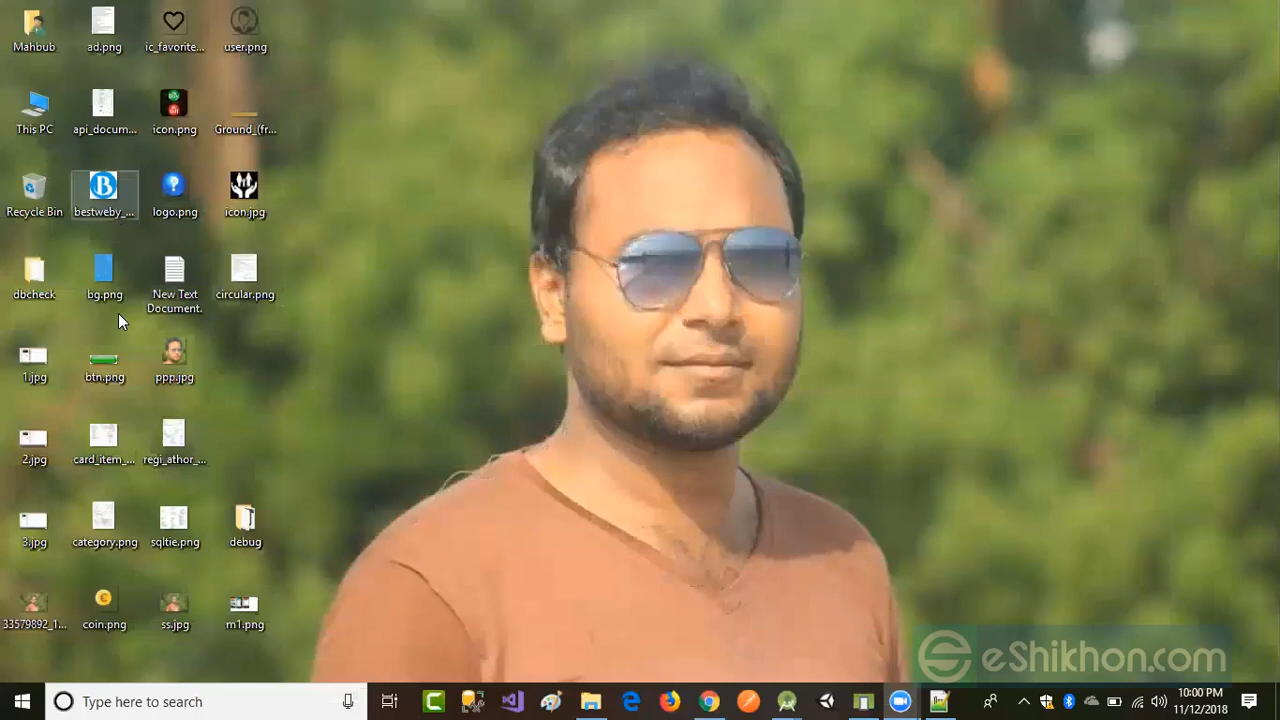 Mahbub
ad.png
ic_favorite...
user.png
This PC
api_docum...
icon.png
Ground_(fr...
Recycle Bin
B
bestweby_...
logo.png
icon.jpg
dbcheck
bg.png
New Text
Document.
circular.png
1.jpg
btn.png
ppp.jpg
2.jpg
card_item_...
regi_athor_...
3.jpg
category.png
sqltie.png
debug
33579892_1...
coin.png
ss.jpg
m1.png
eShikhon.com
Type here to search
10:00 PM
11/12/2018